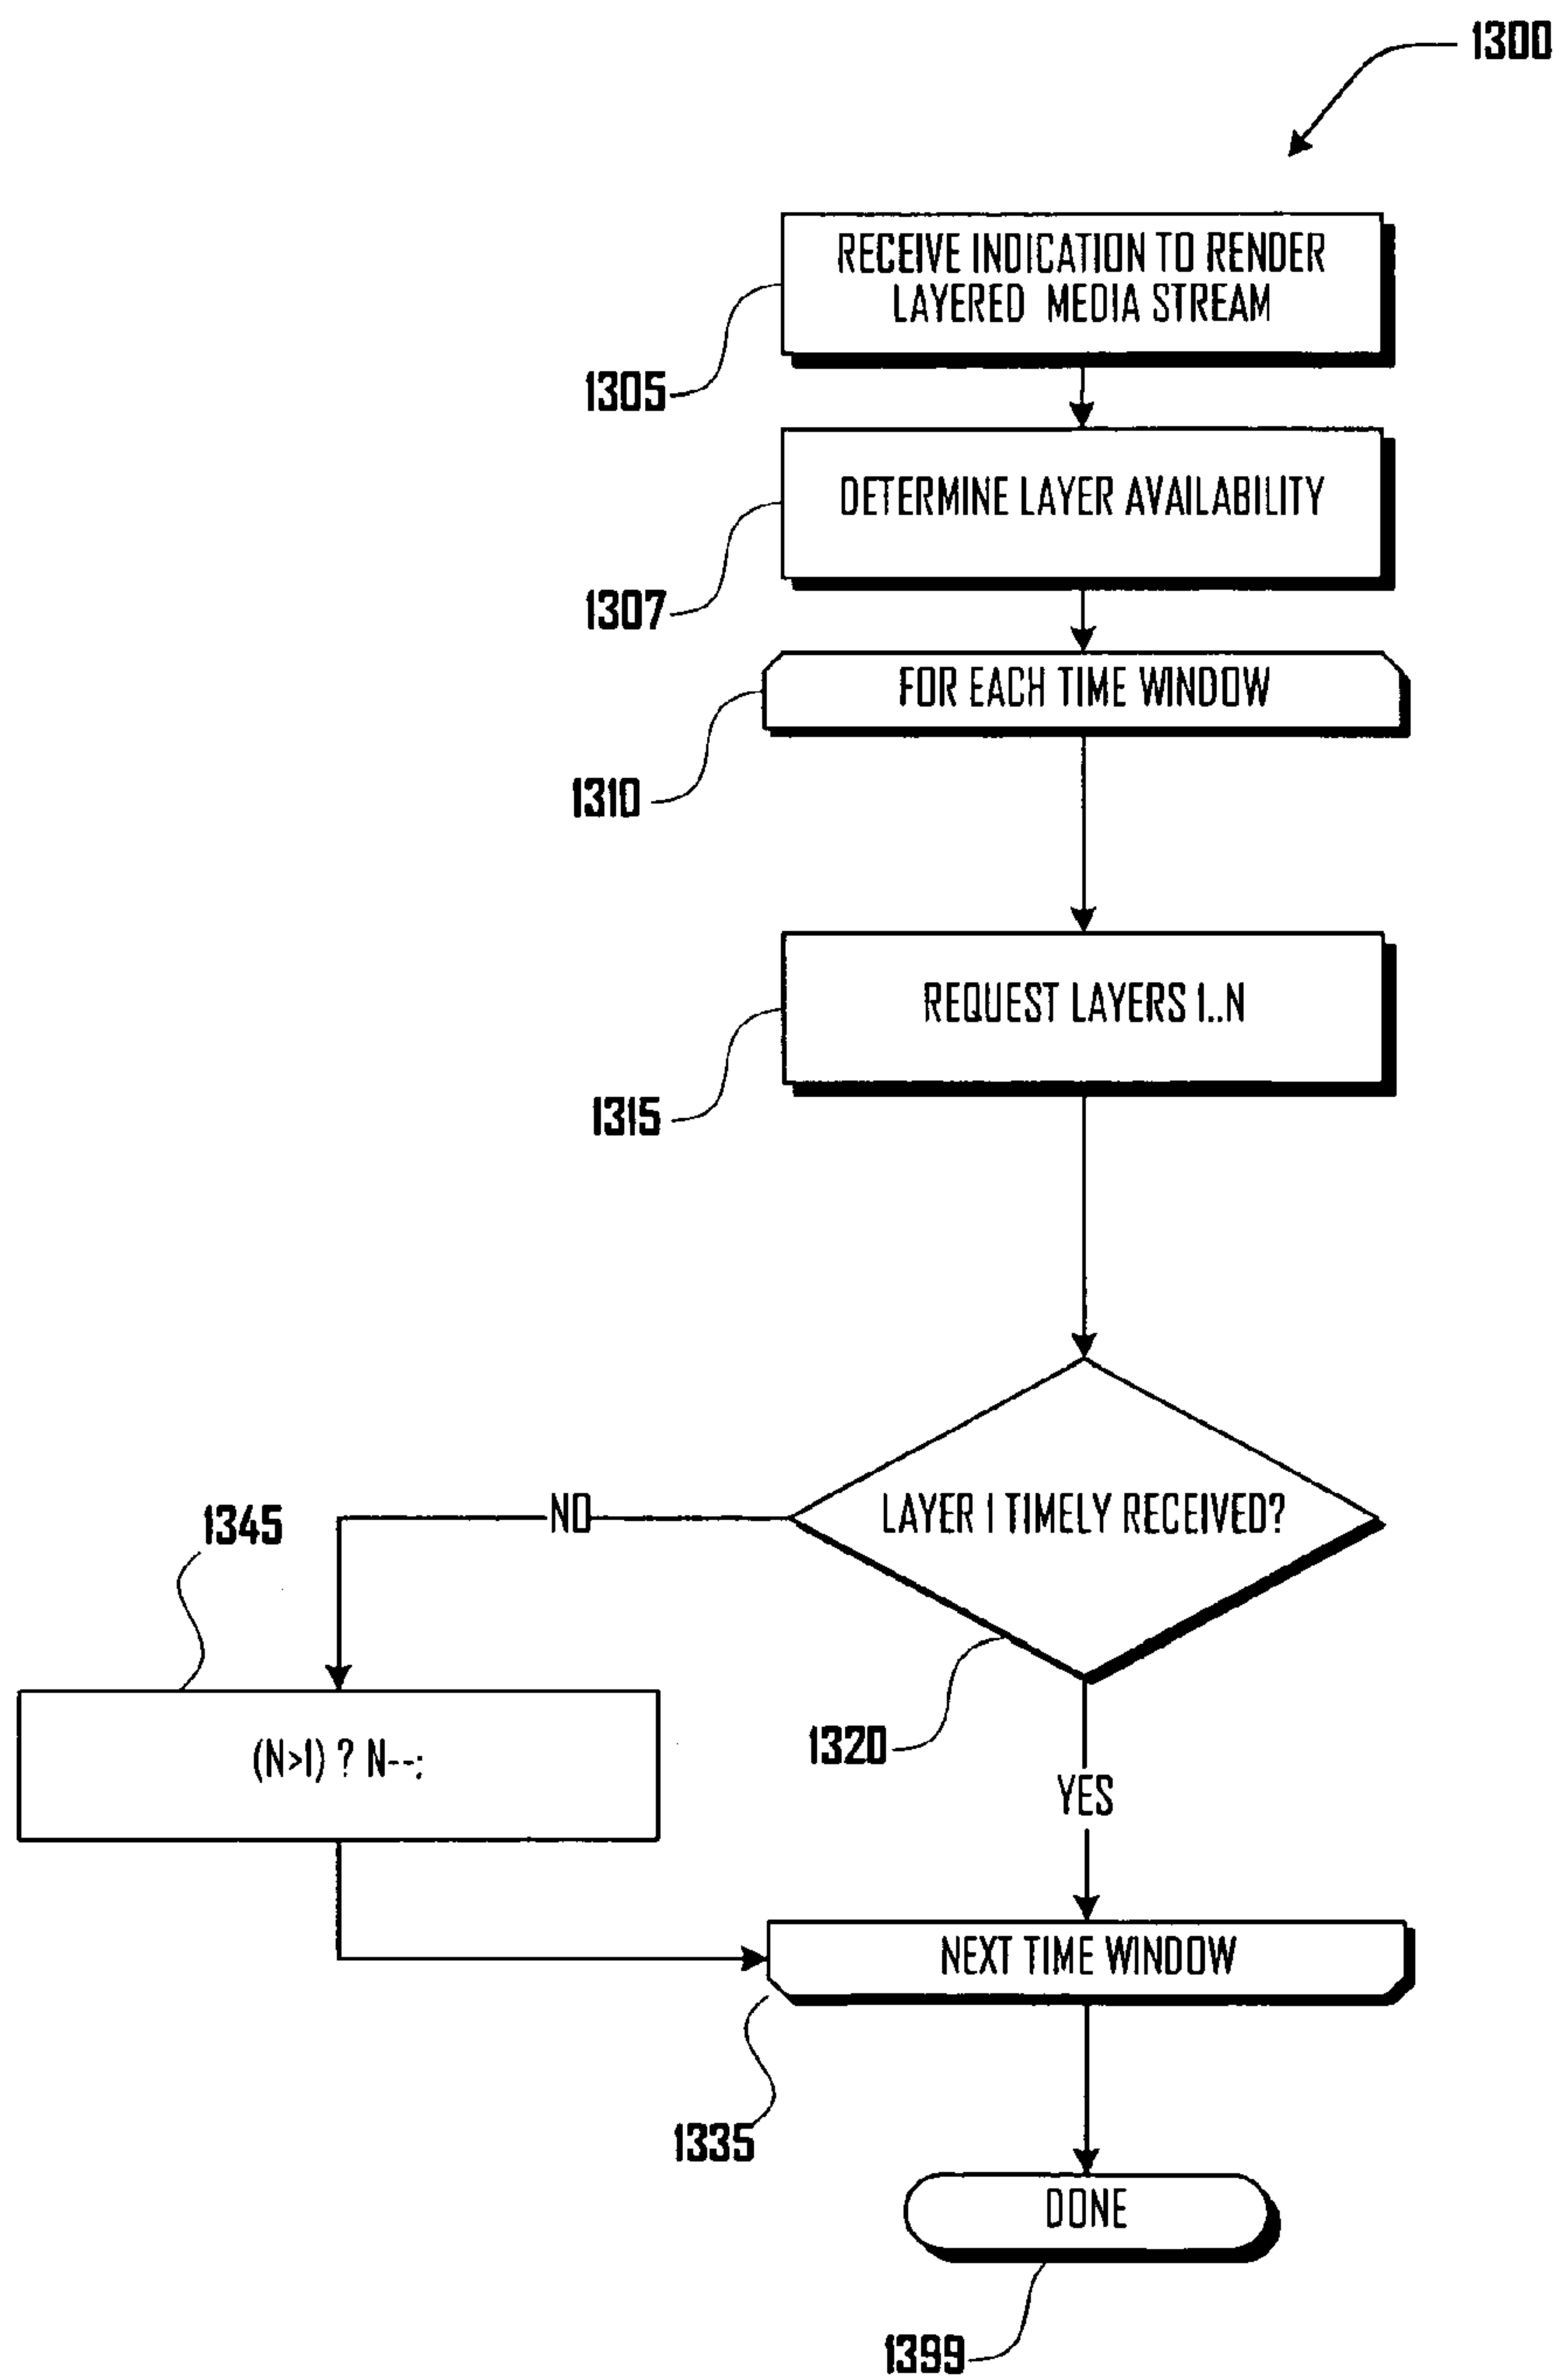 1300
RECEIVE INDICATION TO RENDER
LAYERED MEDIA STREAM
1305
DETERMINE LAYER AVAILABILITY
1307
FOR EACH TIME WINDOW
1310
REQUEST LAYERS 1..N
1315
LAYER 1 TIMELY RECEIVED?
NO
1345
1320
(N>1) ? N--;
YES
NEXT TIME WINDOW
1335
DONE
1399